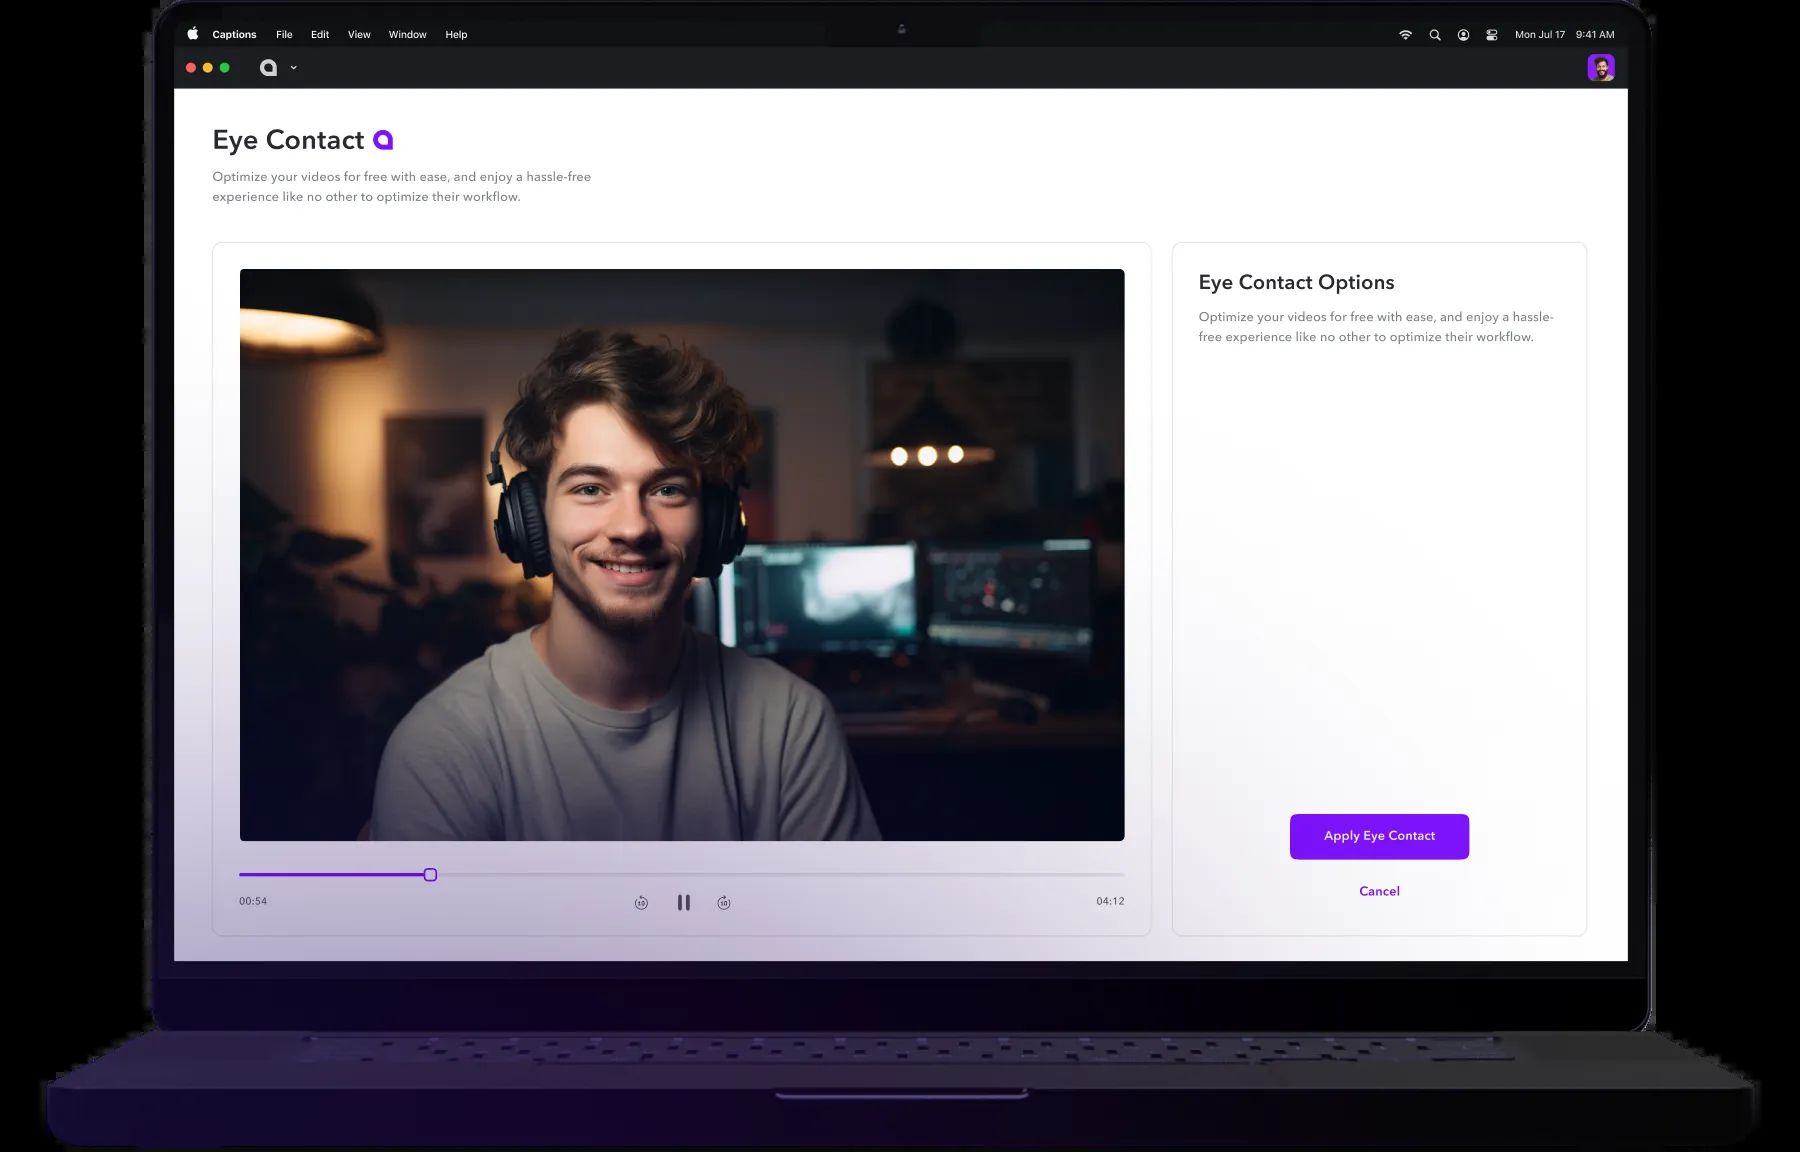 Captions File Edit View Window Help Mon Jul 17 9:41 AM
Eye Contact
Optimize your videos for free with ease, and enjoy a hassle-free
experience like no other to optimize their workflow.
Eye Contact Options
Optimize your videos for free with ease, and enjoy a hassle-
free experience like no other to optimize their workflow.
Apply Eye Contact
Cancel
00:54 10 10 04:12